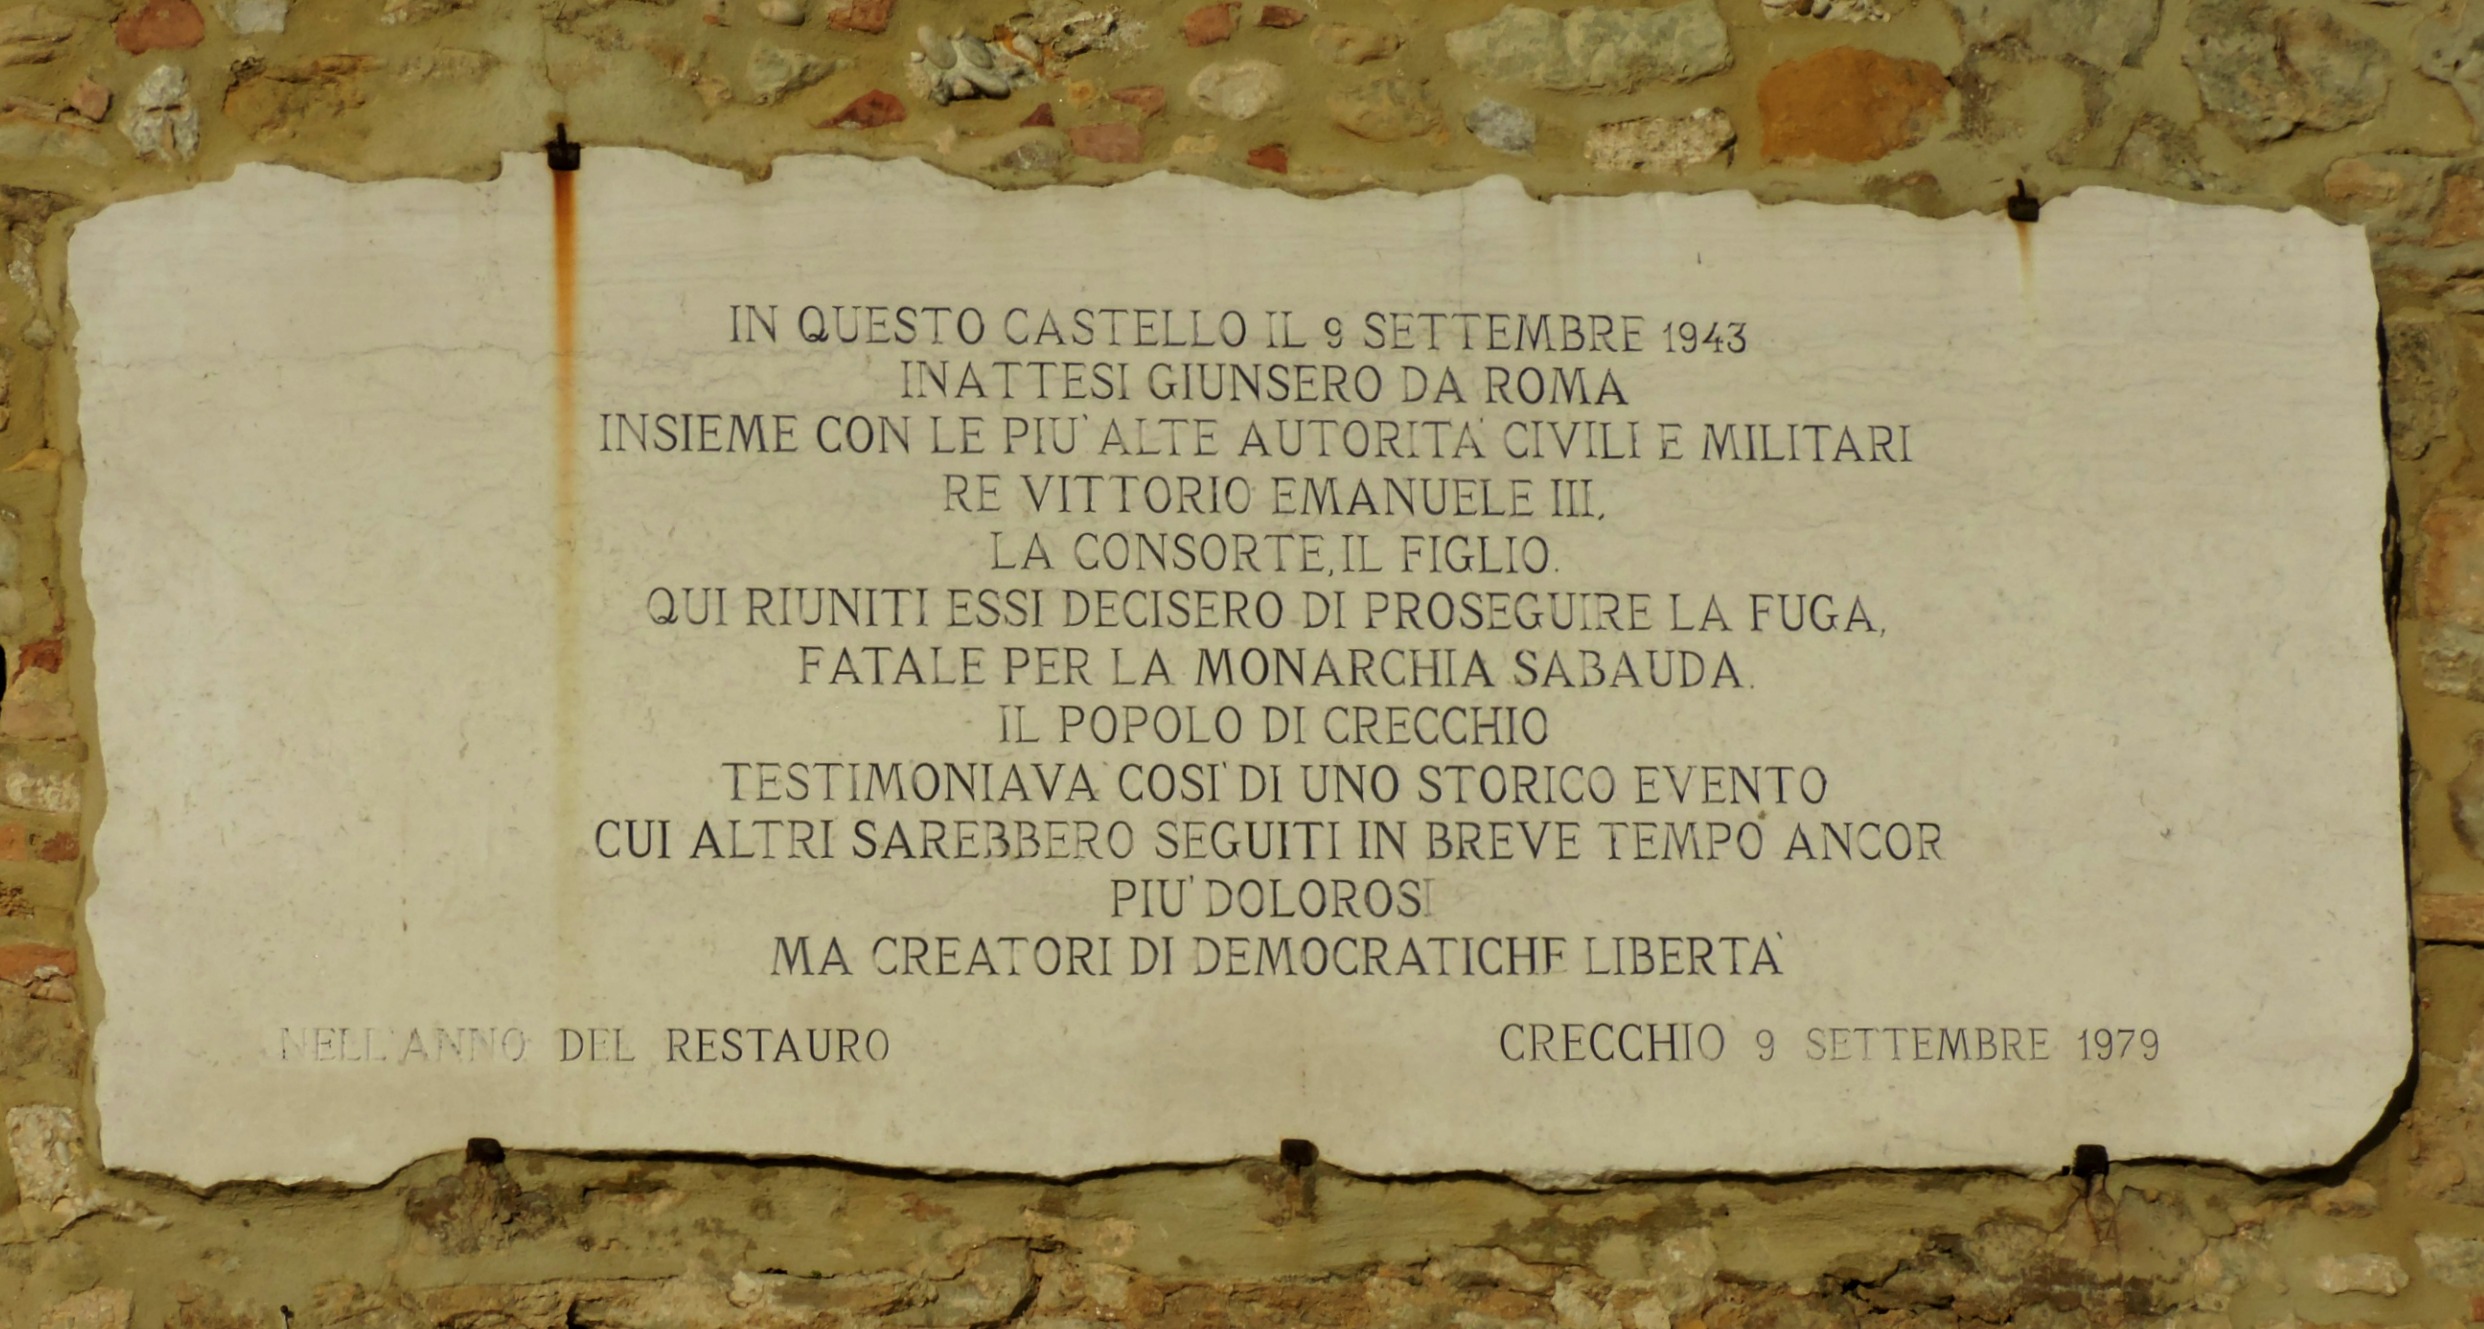 IN QUESTO CASTELLO IL 9 SETTEMBRE 1943
INATTESI GIUNSERO DA ROMA
INSIEME CON LE PIU' ALTE AUTORITA' CIVILI E MILITARI
RE VITTORIO EMANUELE III,
LA CONSORTE, IL FIGLIO.
QUI RIUNITI ESSI DECISERO DI PROSEGUIRE LA FUGA,
FATALE PER LA MONARCHIA SABAUDA.
IL POPOLO DI CRECCHIO
TESTIMONIAVA COSI' DI UNO STORICO EVENTO
CUI ALTRI SAREBBERO SEGUITI IN BREVE TEMPO ANCOR
PIU' DOLOROSI
MA CREATORI DI DEMOCRATICHE LIBERTA'
NELL'ANNO DEL RESTAURO
CRECCHIO 9 SETTEMBRE 1979